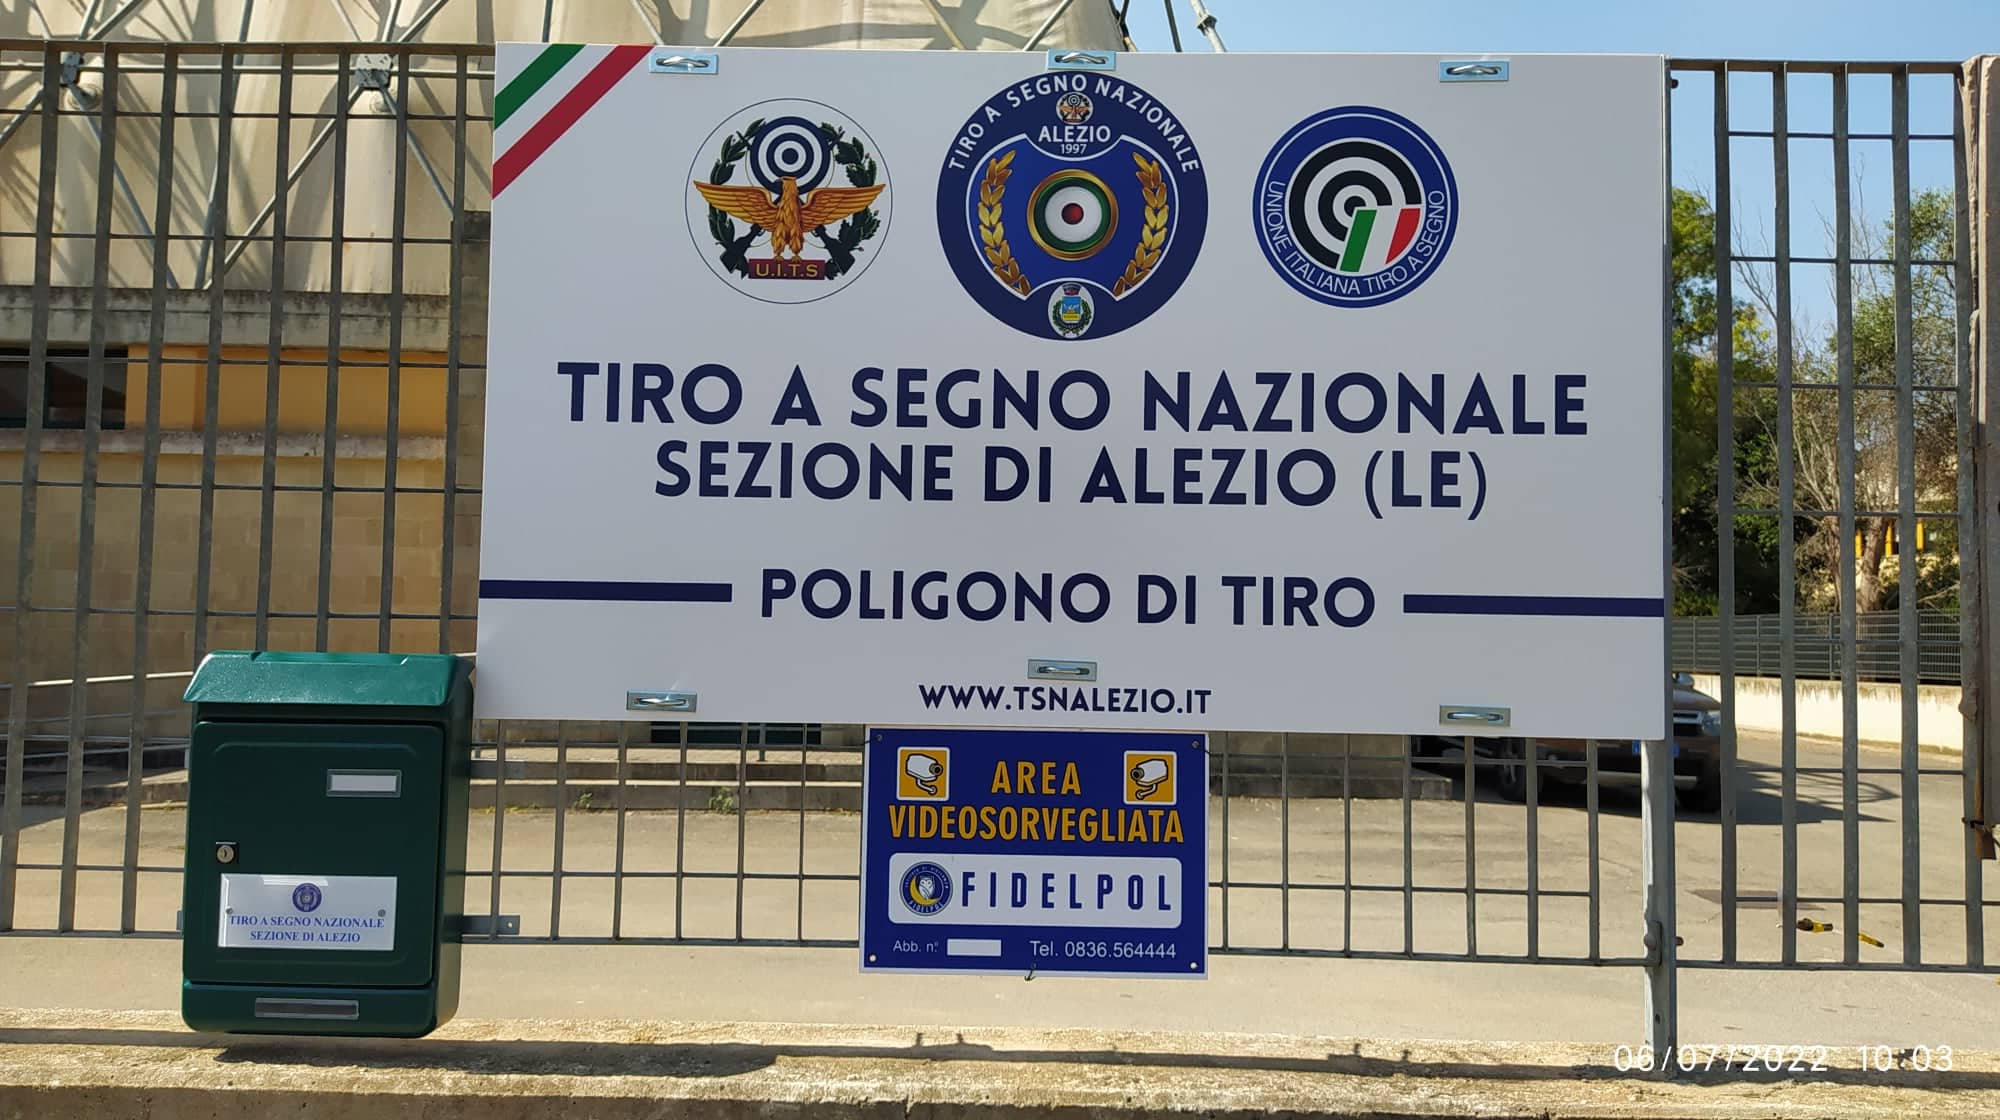 U.I.T.S
TIRO A SEGNO NAZIONALE
ALEZIO
1997
UNIONE ITALIANA TIRO A SEGNO
TIRO A SEGNO NAZIONALE
SEZIONE DI ALEZIO (LE)
POLIGONO DI TIRO
WWW.TSNALEZIO.IT
AREA
VIDEOSORVEGLIATA
FIDELPOL
FIDELPOL
Abb. n° Tel. 0836.564444
TIRO A SEGNO NAZIONALE
SEZIONE DI ALEZIO
06/07/2022 10:03